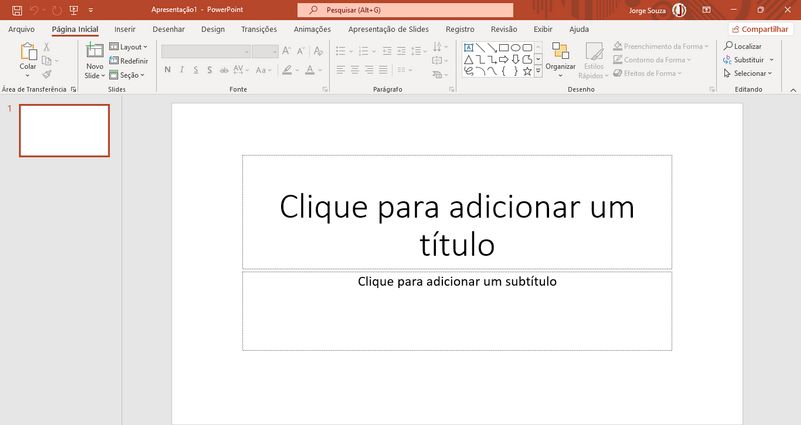 Apresentação1 - PowerPoint
Pesquisar (Alt+G)
Jorge Souza
Arquivo Página Inicial Inserir Desenhar Design Transições Animações Apresentação de Slides Registro Revisão Exibir Ajuda
Compartilhar
Colar
Novo
Slide
Layout
Redefinir
Seção
N I S S ab AV Aa A A
Organizar
Estilos
Rápidos
Preenchimento da Forma
Contorno da Forma
Efeitos de Forma
Localizar
Substituir
Selecionar
Área de Transferência Slides Fonte Parágrafo Desenho Editando
1
Clique para adicionar um
título
Clique para adicionar um subtítulo